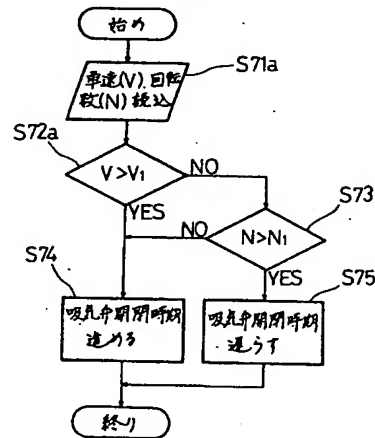 始め
S71a
車速(V).回転
数(N)読込
S72a
V>V₁
NO
S73
YES
NO
N>N₁
S74
YES
S75
吸気弁開閉時期
進める
吸気弁開閉時期
遅らす
終り